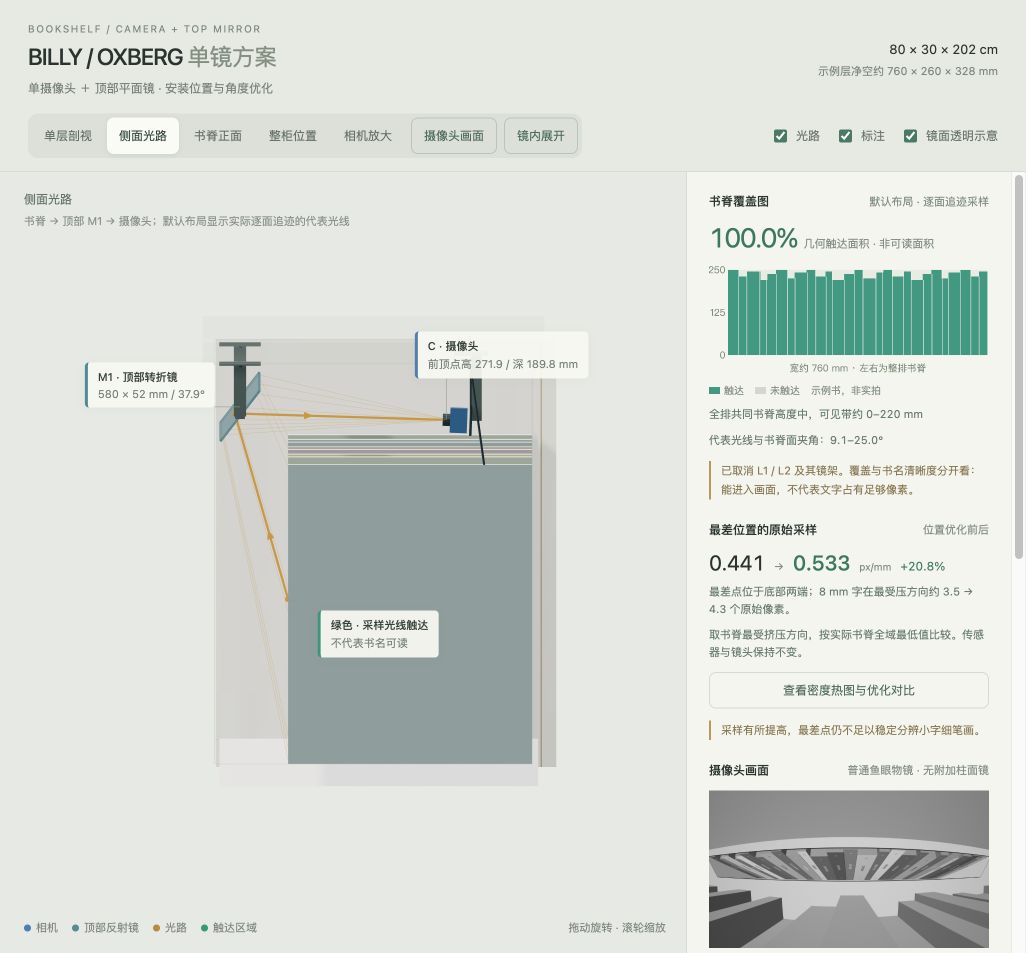 BOOKSHELF / CAMERA + TOP MIRROR
BILLY / OXBERG 单镜方案
单摄像头 + 顶部平面镜 · 安装位置与角度优化
80 × 30 × 202 cm
示例层净空约 760 × 260 × 328 mm
单层剖视
侧面光路
书脊正面
整柜位置
相机放大
摄像头画面
镜内展开
光路
标注
镜面透明示意
侧面光路
书脊 → 顶部 M1 → 摄像头；默认布局显示实际逐面追迹的代表光线
C · 摄像头
前顶点高 271.9 / 深 189.8 mm
M1 · 顶部转折镜
580 × 52 mm / 37.9°
绿色 · 采样光线触达
不代表书名可读
相机
顶部反射镜
光路
触达区域
拖动旋转 · 滚轮缩放
书脊覆盖图
默认布局 · 逐面追迹采样
100.0% 几何触达面积 · 非可读面积
250
125
0
宽约 760 mm · 左右为整排书脊
触达
未触达
示例书，非实拍
全排共同书脊高度中，可见带约 0–220 mm
代表光线与书脊面夹角：9.1–25.0°
已取消 L1 / L2 及其镜架。覆盖与书名清晰度分开看：
能进入画面，不代表文字占有足够像素。
最差位置的原始采样
位置优化前后
0.441 → 0.533 px/mm +20.8%
最差点位于底部两端；8 mm 字在最受压方向约 3.5 →
4.3 个原始像素。
取书脊最受挤压方向，按实际书脊全域最低值比较。传感
器与镜头保持不变。
查看密度热图与优化对比
采样有所提高，最差点仍不足以稳定分辨小字细笔画。
摄像头画面
普通鱼眼物镜 · 无附加柱面镜